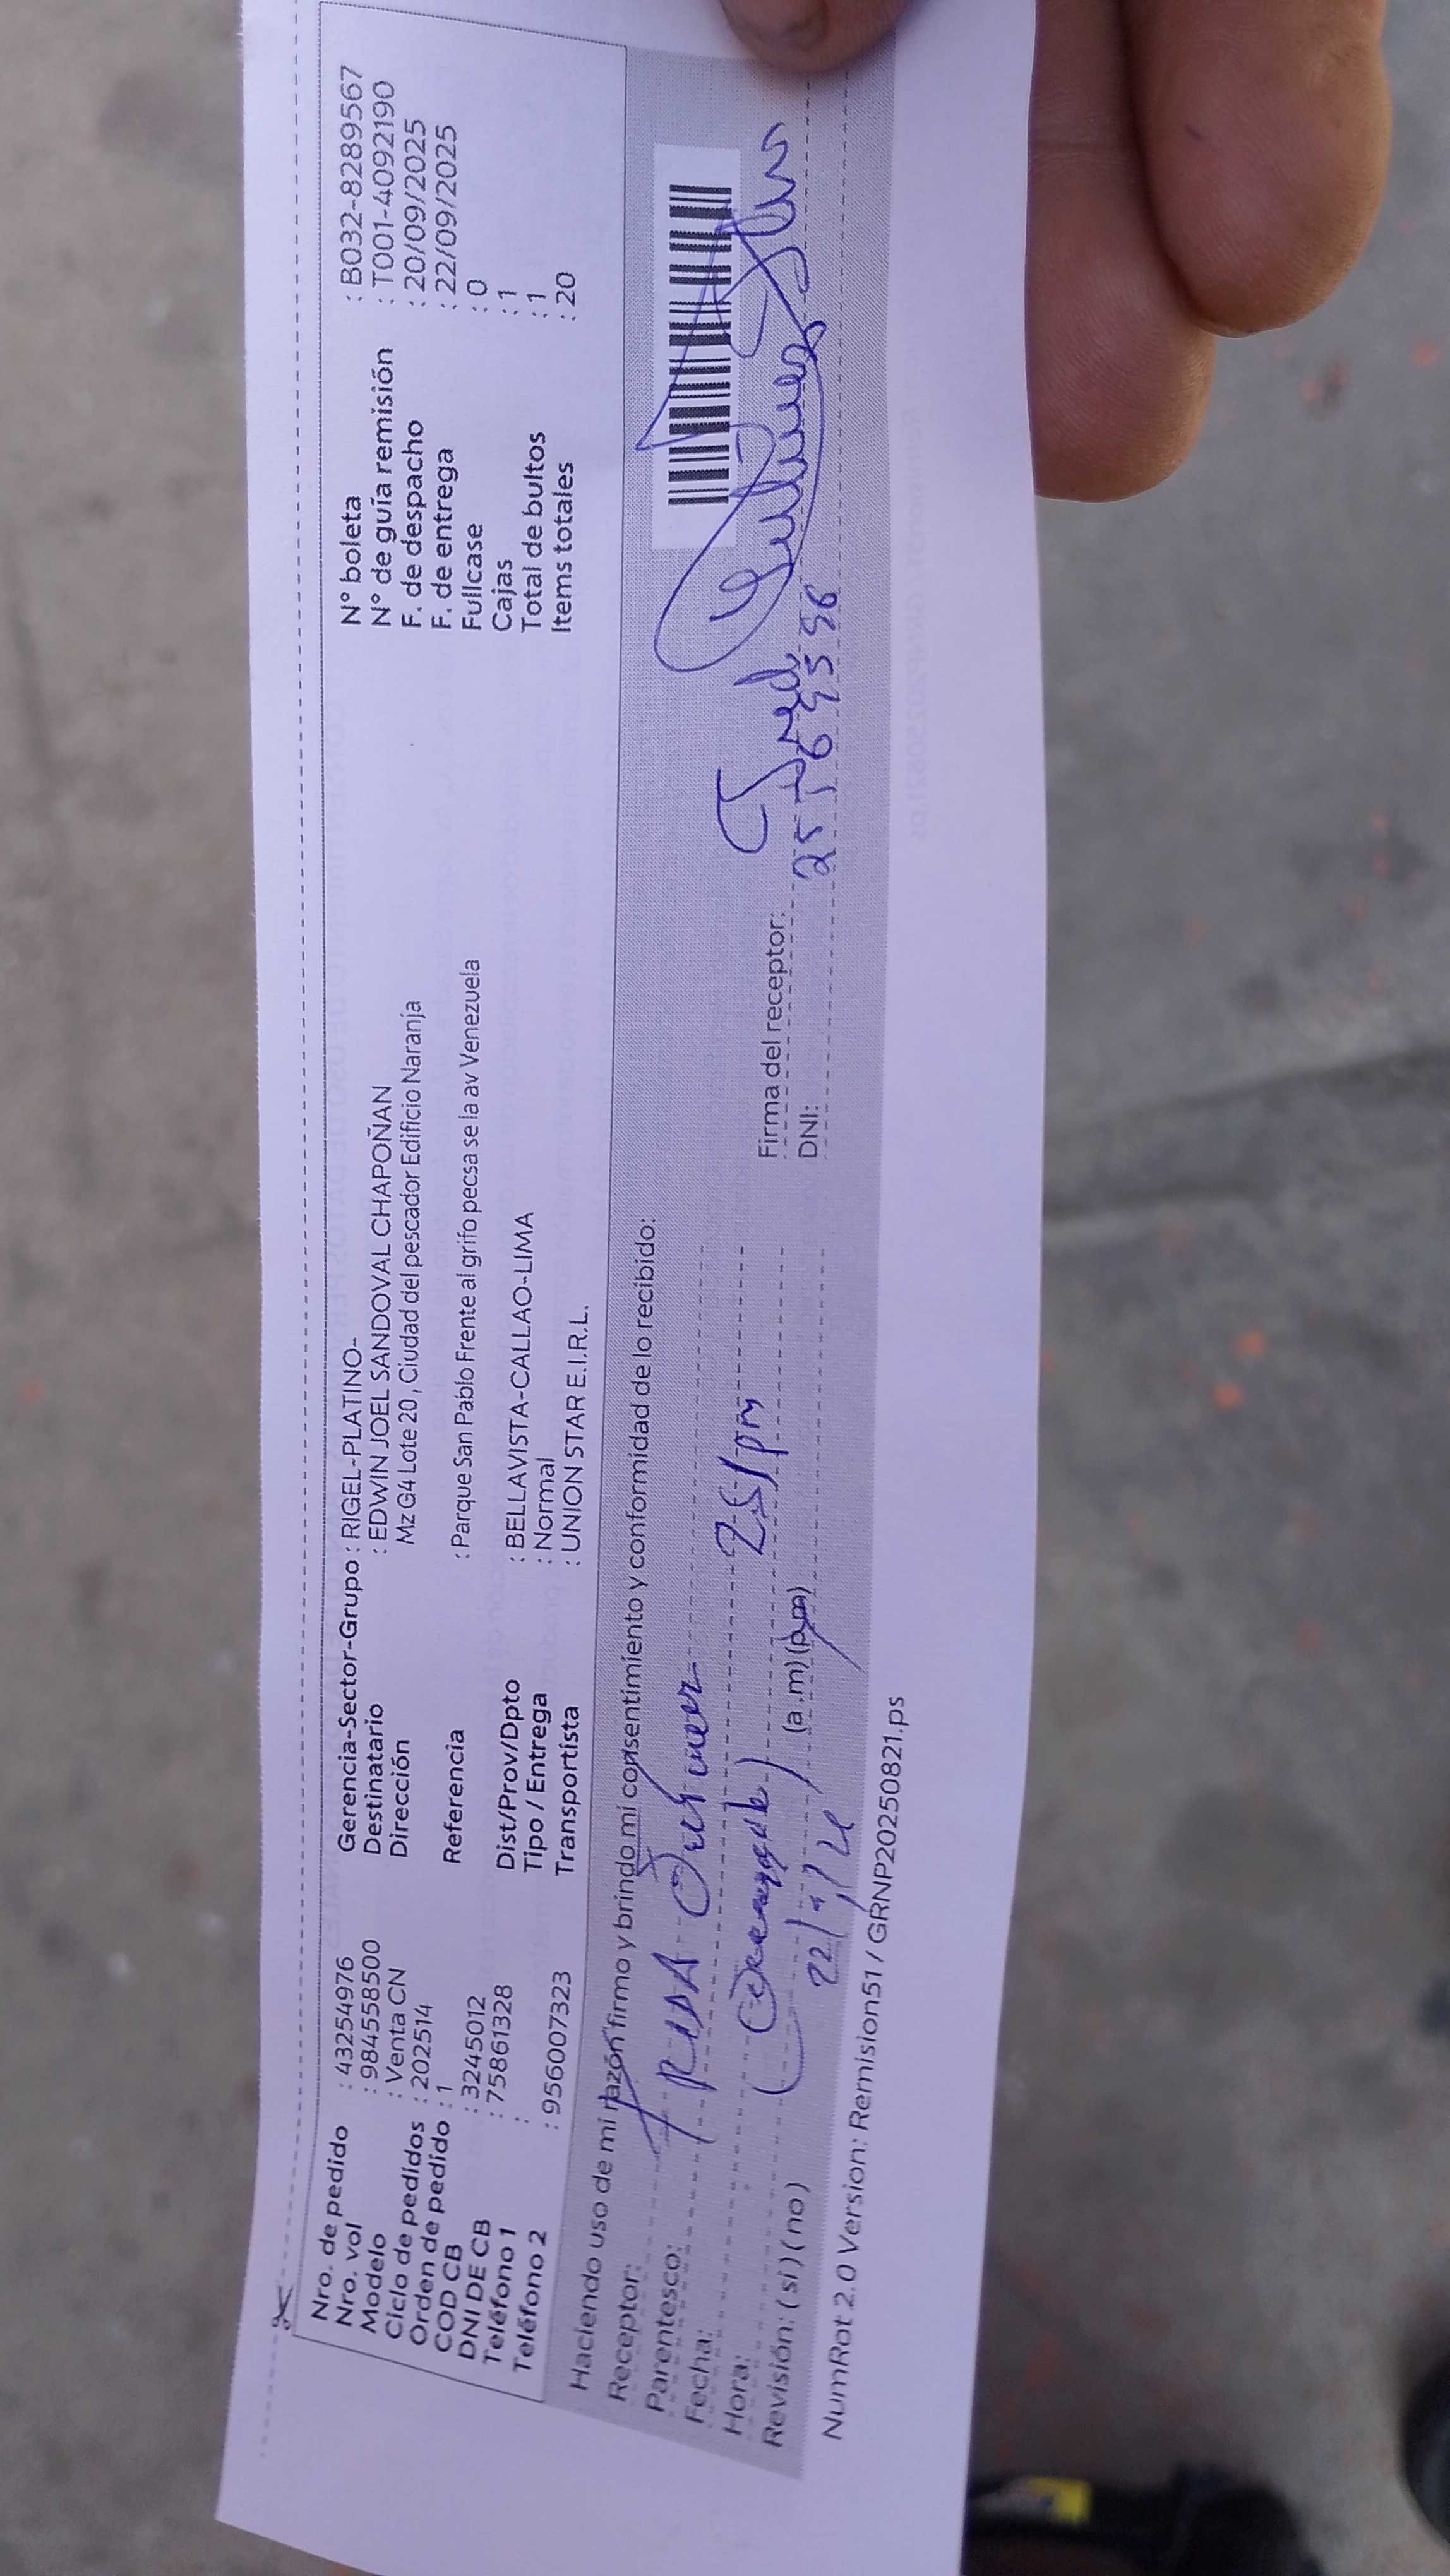 Nro. de pedido : 43254976
Nro. vol : 984558500
Modelo : Venta CN
Ciclo de pedidos : 202514
Orden de pedido : 1
COD CB : 3245012
DNI DE CB : 75861328
Teléfono 1 :
Teléfono 2 : 956007323
Gerencia-Sector-Grupo : RIGEL-PLATINO-
Destinatario : EDWIN JOEL SANDOVAL CHAPOÑAN
Dirección Mz G4 Lote 20, Ciudad del pescador Edificio Naranja
Referencia : Parque San Pablo Frente al grifo pecsa se la av Venezuela
Dist/Prov/Dpto : BELLAVISTA-CALLAO-LIMA
Tipo / Entrega : Normal
Transportista : UNION STAR E.I.R.L.
N° boleta : B032-8289567
N° de guía remisión : T001-4092190
F. de despacho : 20/09/2025
F. de entrega : 22/09/2025
Fullcase : 0
Cajas : 1
Total de bultos : 1
Items totales : 20
Haciendo uso de mi razón firmo y brindo mi consentimiento y conformidad de lo recibido:
Receptor:
Parentesco:
Fecha:
Hora: 251pm
Revisión: (si) (no) (a.m) (p.m)
Firma del receptor:
DNI:
NumRot 2.0 Version: Remision51 / GRNP20250821.ps